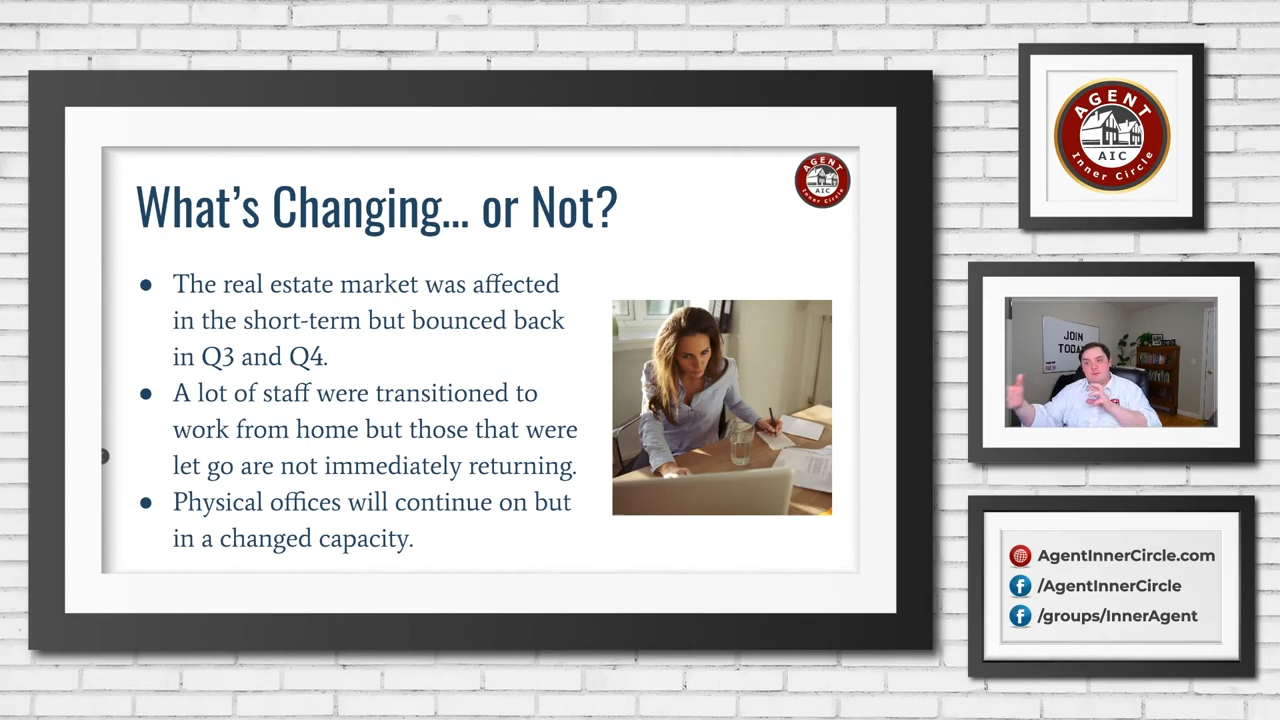 What's Changing... or Not?
● The real estate market was affected
in the short-term but bounced back
in Q3 and Q4.
● A lot of staff were transitioned to
work from home but those that were
let go are not immediately returning.
● Physical offices will continue on but
in a changed capacity.
AGENT
AIC
Inner Circle
AGENT
AIC
Inner Circle
JOIN
TODAY
AgentInnerCircle.com
/AgentInnerCircle
/groups/InnerAgent